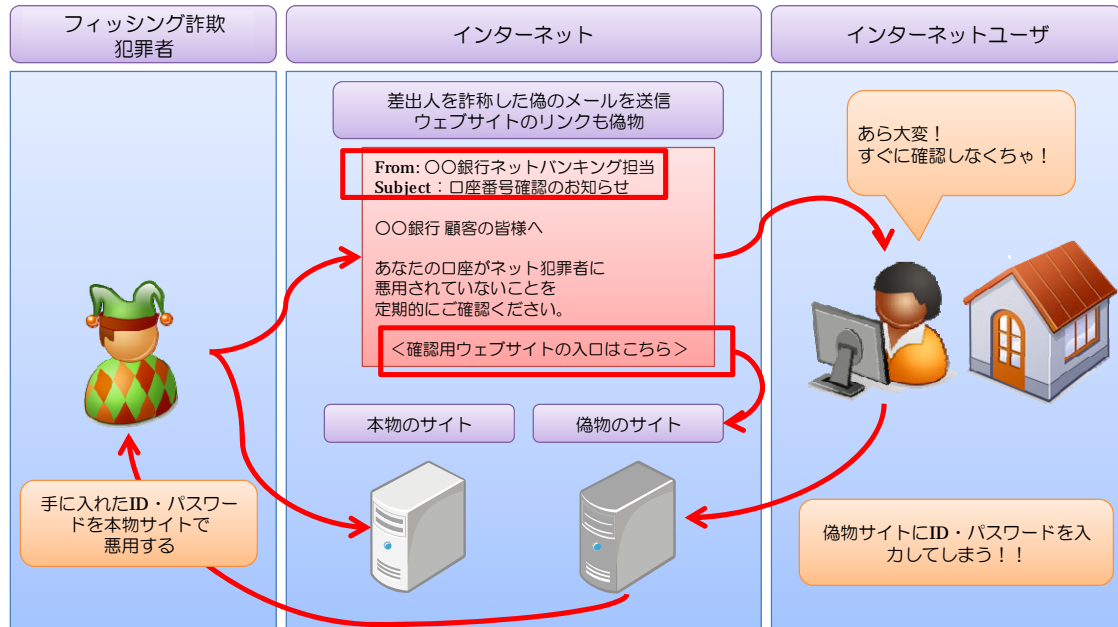 フィッシング詐欺
犯罪者
インターネット
インターネットユーザ
差出人を詐称した偽のメールを送信
ウェブサイトのリンクも偽物
From: 〇〇銀行ネットバンキング担当
Subject：口座番号確認のお知らせ
〇〇銀行 顧客の皆様へ
あなたの口座がネット犯罪者に
悪用されていないことを
定期的にご確認ください。
＜確認用ウェブサイトの入口はこちら＞
あら大変！
すぐに確認しなくちゃ！
本物のサイト
偽物のサイト
手に入れたID・パスワー
ドを本物サイトで
悪用する
偽物サイトにID・パスワードを入
力してしまう！！